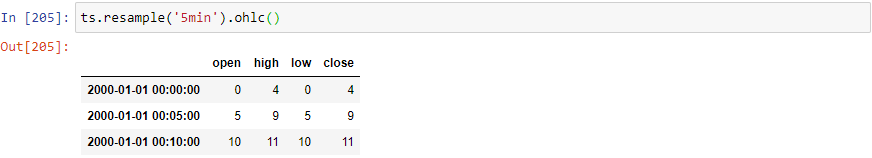 In [205]: ts.resample('5min').ohlc()
Out[205]:
open high low close
2000-01-01 00:00:00 0 4 0 4
2000-01-01 00:05:00 5 9 5 9
2000-01-01 00:10:00 10 11 10 11